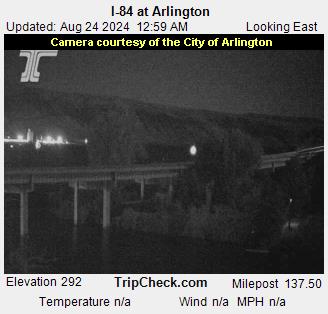 I-84 at Arlington
Updated: Aug 24 2024 12:59 AM Looking East
Camera courtesy of the City of Arlington
Elevation 292 TripCheck.com Milepost 137.50
Temperature n/a Wind n/a MPH n/a